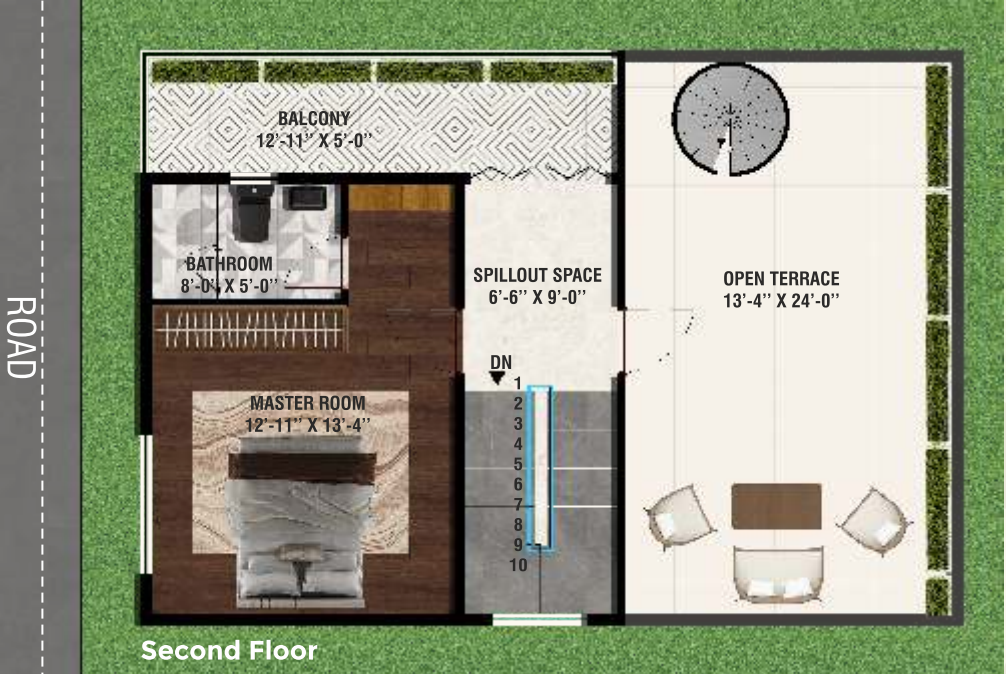 BALCONY
12'-11'' X 5'-0''
BATHROOM
8'-0'' X 5'-0''
SPILLOUT SPACE
6'-6'' X 9'-0''
OPEN TERRACE
13'-4'' X 24'-0''
ROAD
DN
MASTER ROOM
12'-11'' X 13'-4''
1
2
3
4
5
6
7
8
9
10
Second Floor